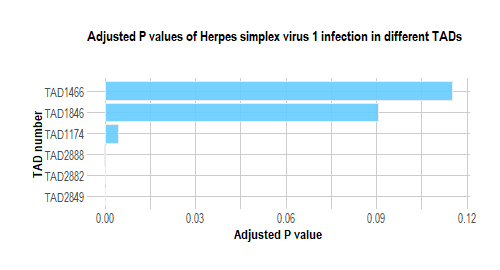 Adjusted P values of Herpes simplex virus 1 infection in different TADs
TAD number
TAD1466
TAD1846
TAD1174
TAD2888
TAD2882
TAD2849
0.00 0.03 0.06 0.09 0.12
Adjusted P value